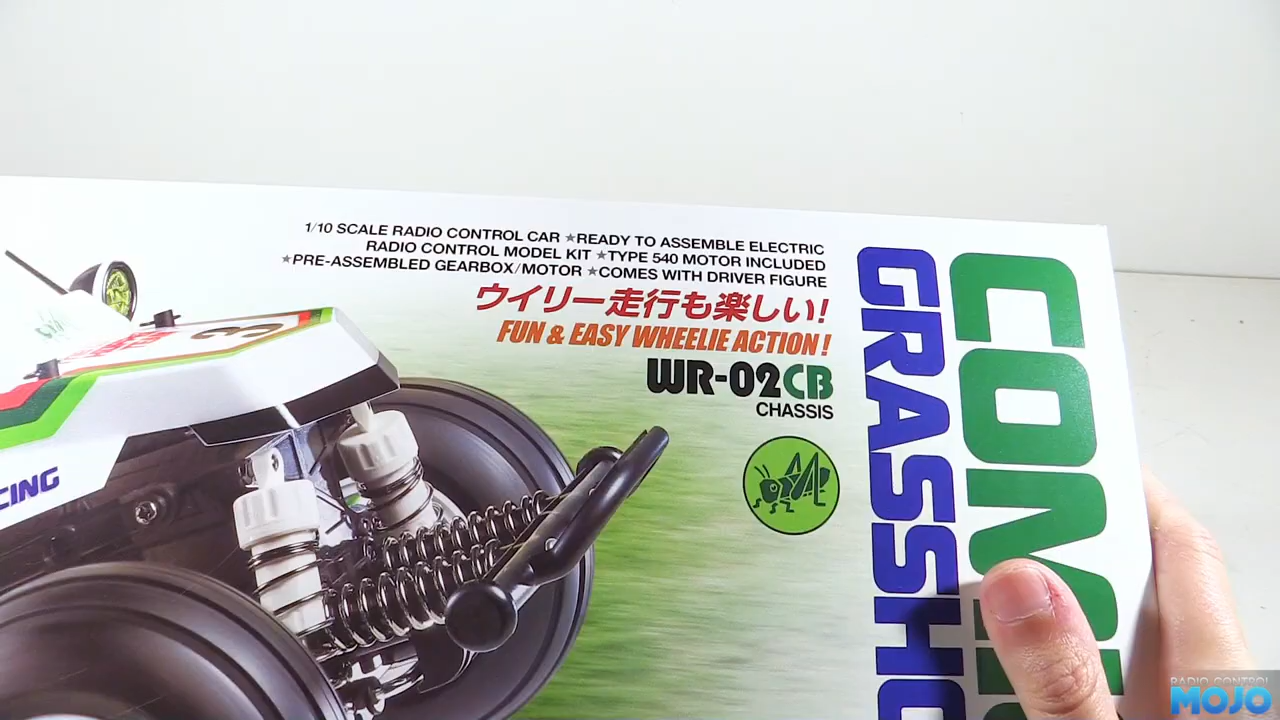 1/10 SCALE RADIO CONTROL CAR ★READY TO ASSEMBLE ELECTRIC
RADIO CONTROL MODEL KIT ★TYPE 540 MOTOR INCLUDED
★PRE-ASSEMBLED GEARBOX/MOTOR ★COMES WITH DRIVER FIGURE
ウイリー走行も楽しい!
FUN & EASY WHEELIE ACTION!
WR-02CB
CHASSIS
COMI
GRASSHO
3
CING
RADIO CONTROL
MOJO